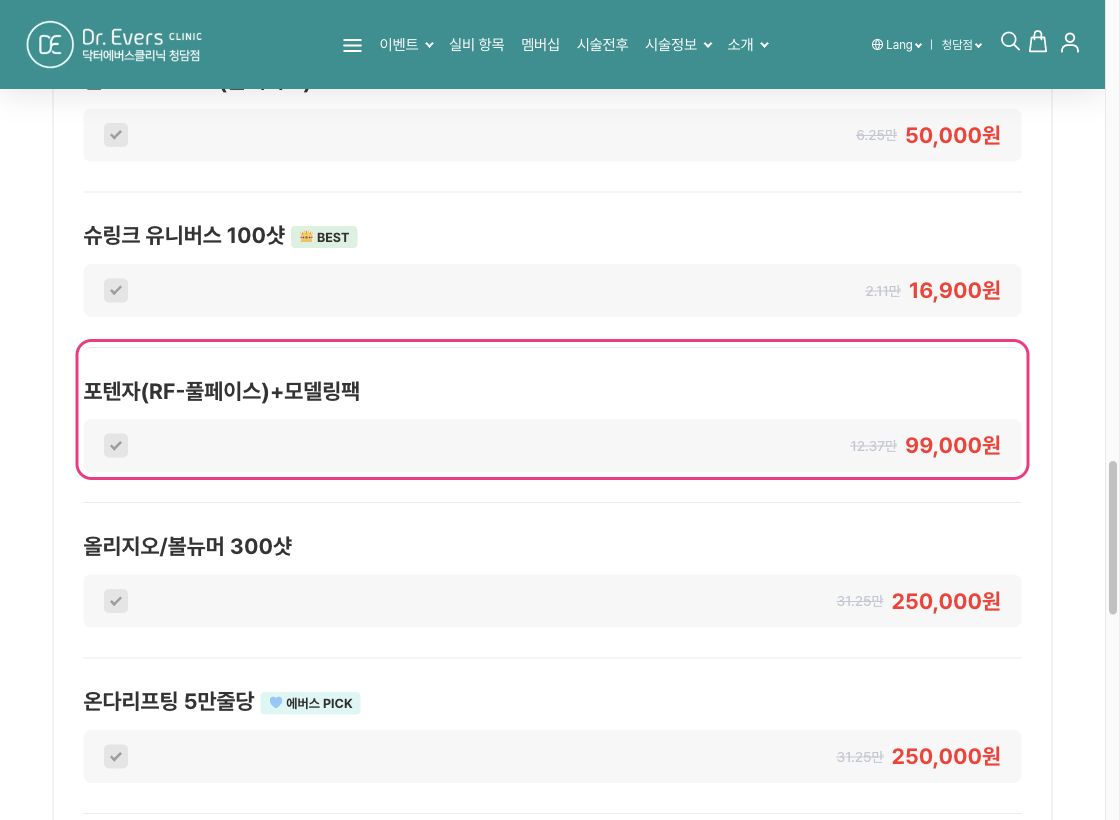 DE Dr. Evers CLINIC
닥터에버스클리닉 청담점
이벤트 실비 항목 멤버십 시술전후 시술정보 소개
Lang | 청담점
6.25만 50,000원
슈링크 유니버스 100샷 BEST
2.11만 16,900원
포텐자(RF-풀페이스)+모델링팩
12.37만 99,000원
올리지오/볼뉴머 300샷
31.25만 250,000원
온다리프팅 5만줄당 에버스 PICK
31.25만 250,000원